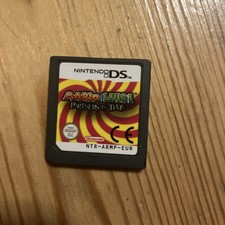 NINTENDO DS
MARIO & LUIGI
PARTNERS IN TIME
CE
NTR-ARMP-EUR